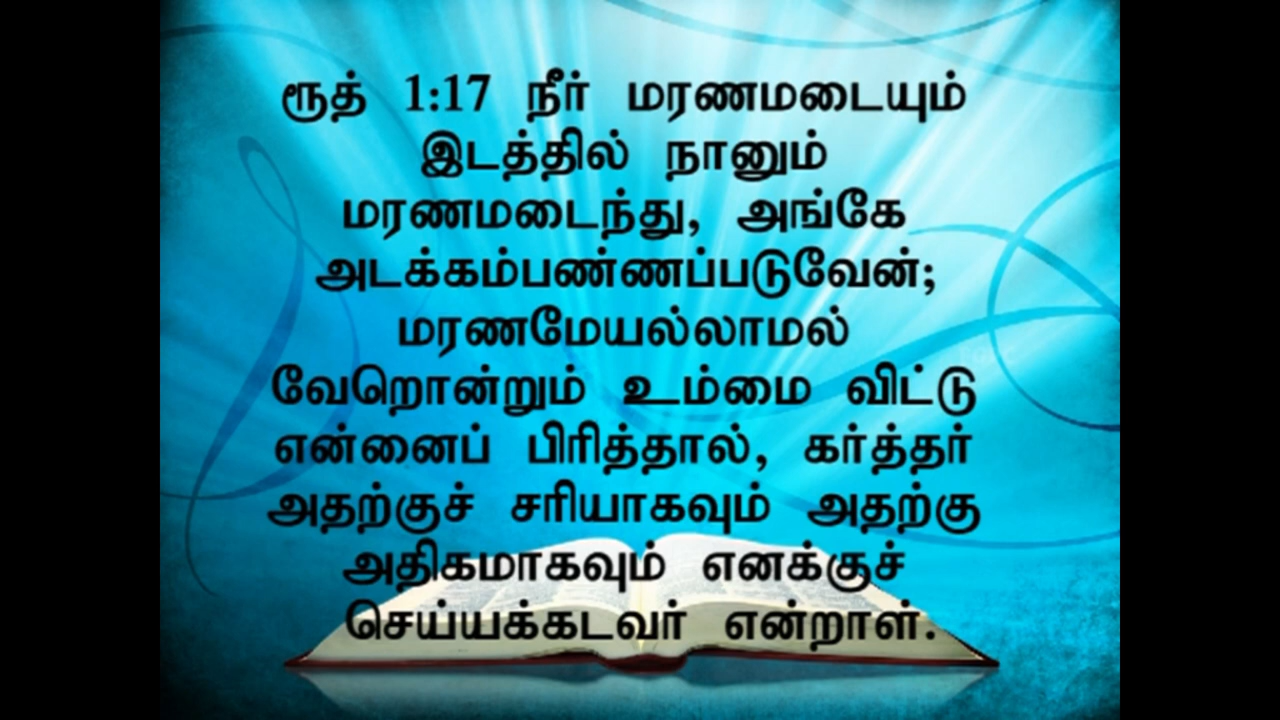 ரூத் 1:17 நீர் மரணமடையும்
இடத்தில் நானும்
மரணமடைந்து, அங்கே
அடக்கம்பண்ணப்படுவேன்;
மரணமேயல்லாமல்
வேறொன்றும் உம்மை விட்டு
என்னைப் பிரித்தால், கர்த்தர்
அதற்குச் சரியாகவும் அதற்கு
அதிகமாகவும் எனக்குச்
செய்யக்கடவர் என்றாள்.